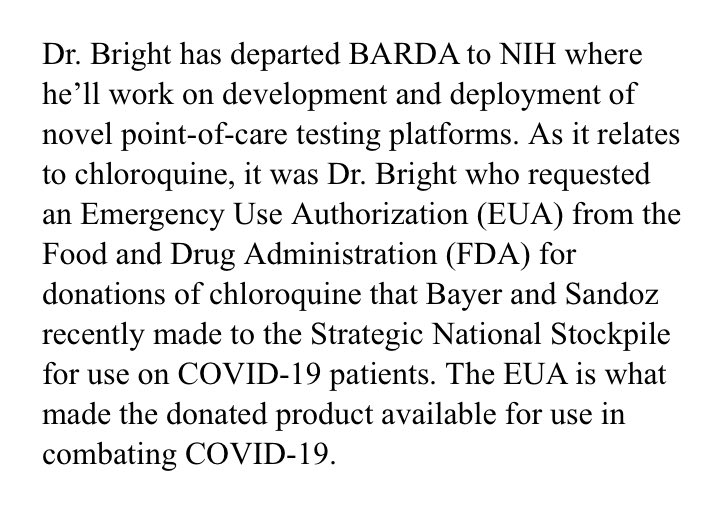 Dr. Bright has departed BARDA to NIH where
he’ll work on development and deployment of
novel point-of-care testing platforms. As it relates
to chloroquine, it was Dr. Bright who requested
an Emergency Use Authorization (EUA) from the
Food and Drug Administration (FDA) for
donations of chloroquine that Bayer and Sandoz
recently made to the Strategic National Stockpile
for use on COVID-19 patients. The EUA is what
made the donated product available for use in
combating COVID-19.